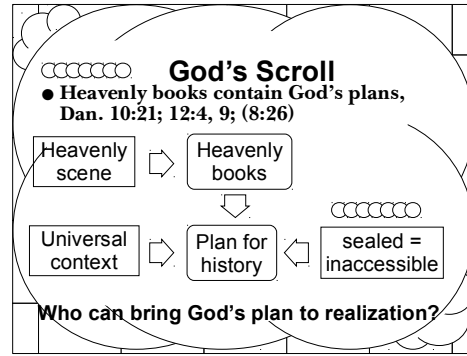 God's Scroll
● Heavenly books contain God's plans,
Dan. 10:21; 12:4, 9; (8:26)
Heavenly
scene
Heavenly
books
Universal
context
Plan for
history
sealed =
inaccessible
Who can bring God's plan to realization?